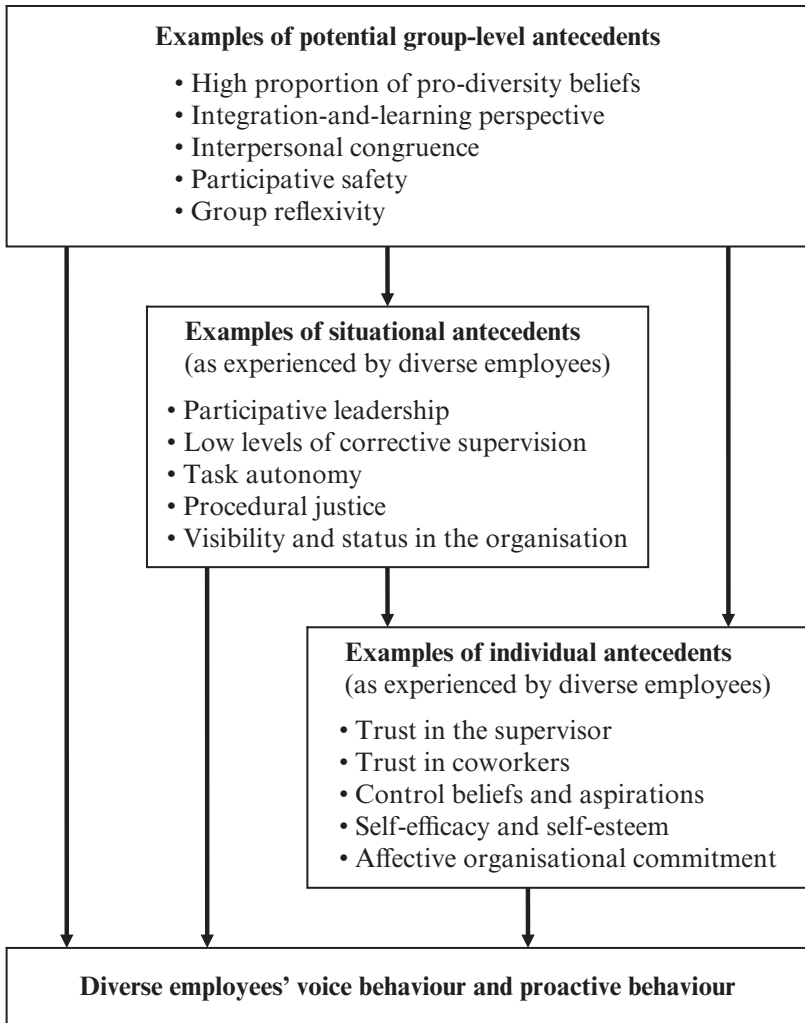 Examples of potential group-level antecedents
• High proportion of pro-diversity beliefs
• Integration-and-learning perspective
• Interpersonal congruence
• Participative safety
• Group reflexivity
Examples of situational antecedents
(as experienced by diverse employees)
• Participative leadership
• Low levels of corrective supervision
• Task autonomy
• Procedural justice
• Visibility and status in the organisation
Examples of individual antecedents
(as experienced by diverse employees)
• Trust in the supervisor
• Trust in coworkers
• Control beliefs and aspirations
• Self-efficacy and self-esteem
• Affective organisational commitment
Diverse employees’ voice behaviour and proactive behaviour